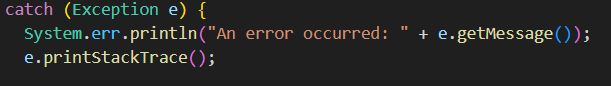 catch (Exception e) {
  System.err.println("An error occurred: " + e.getMessage());
  e.printStackTrace();